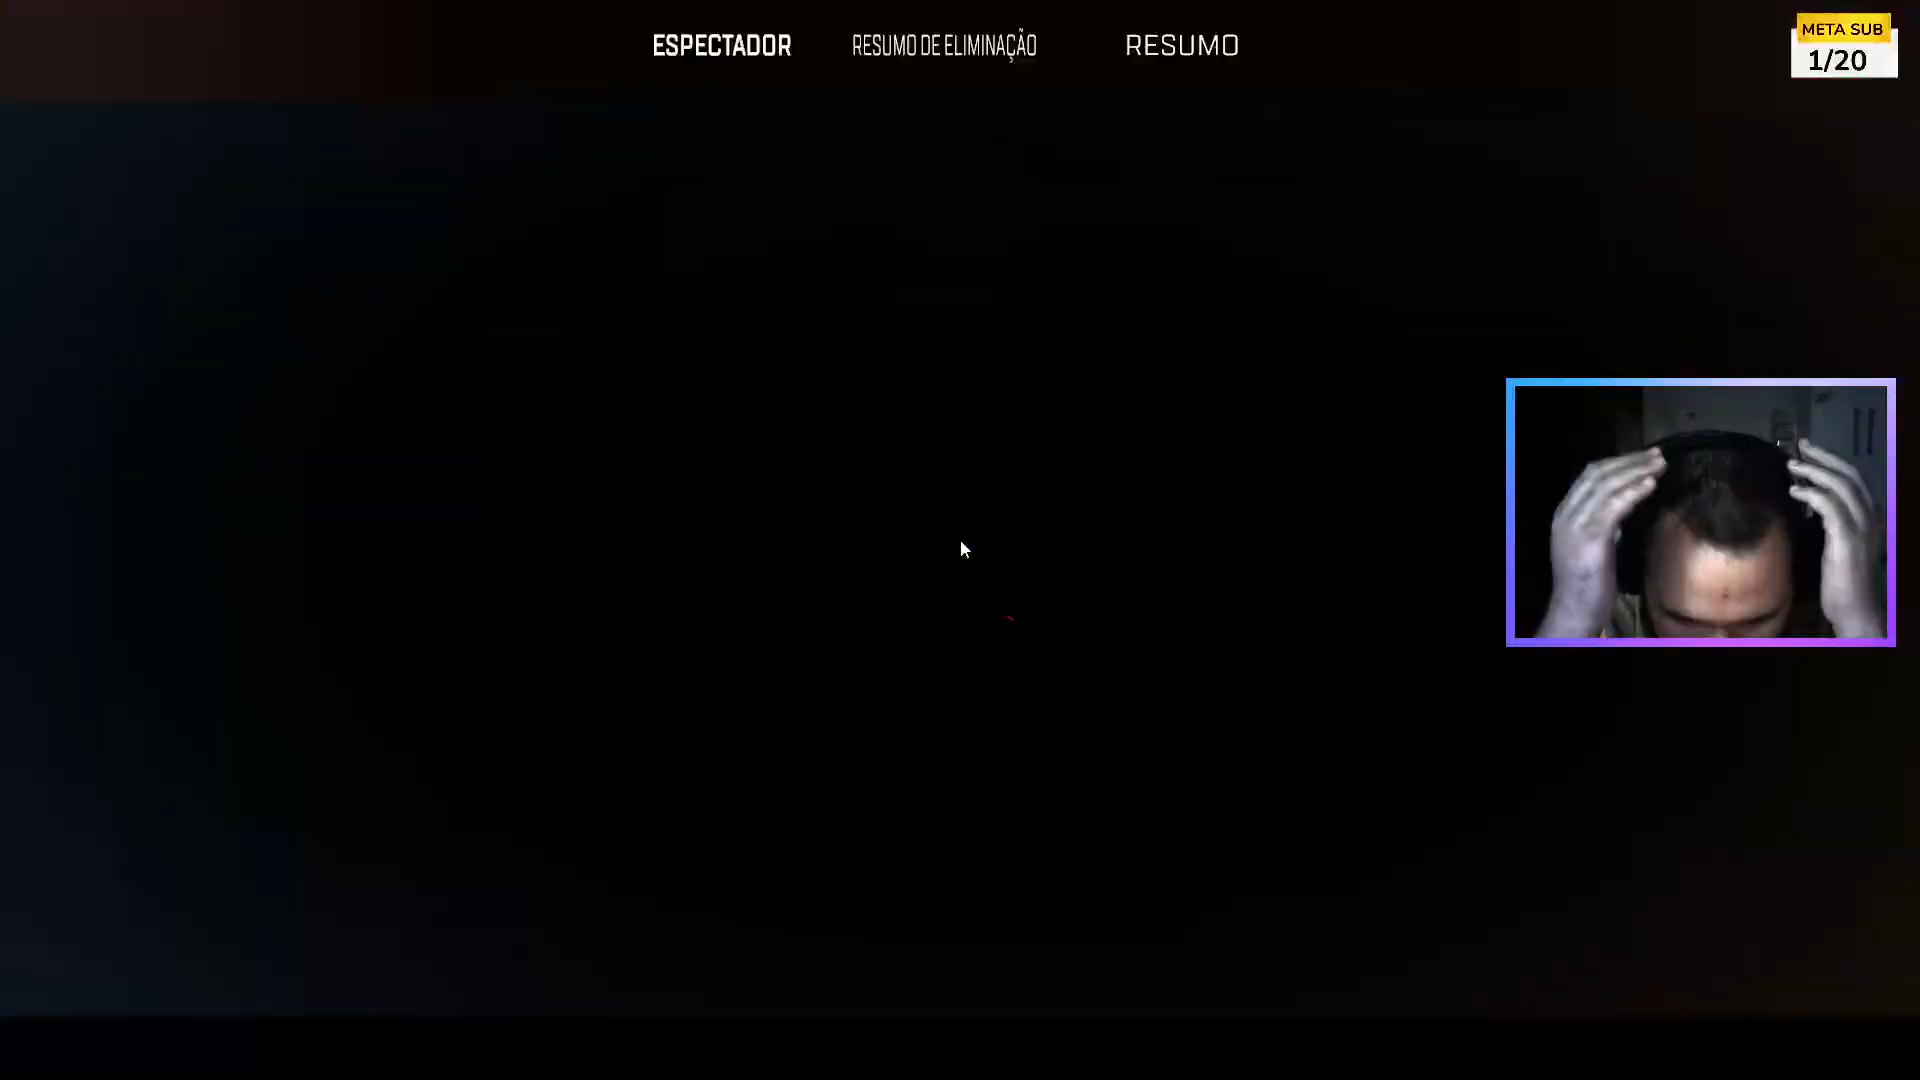 ESPECTADOR
RESUMO DE ELIMINAÇÃO
RESUMO
META SUB
1/20